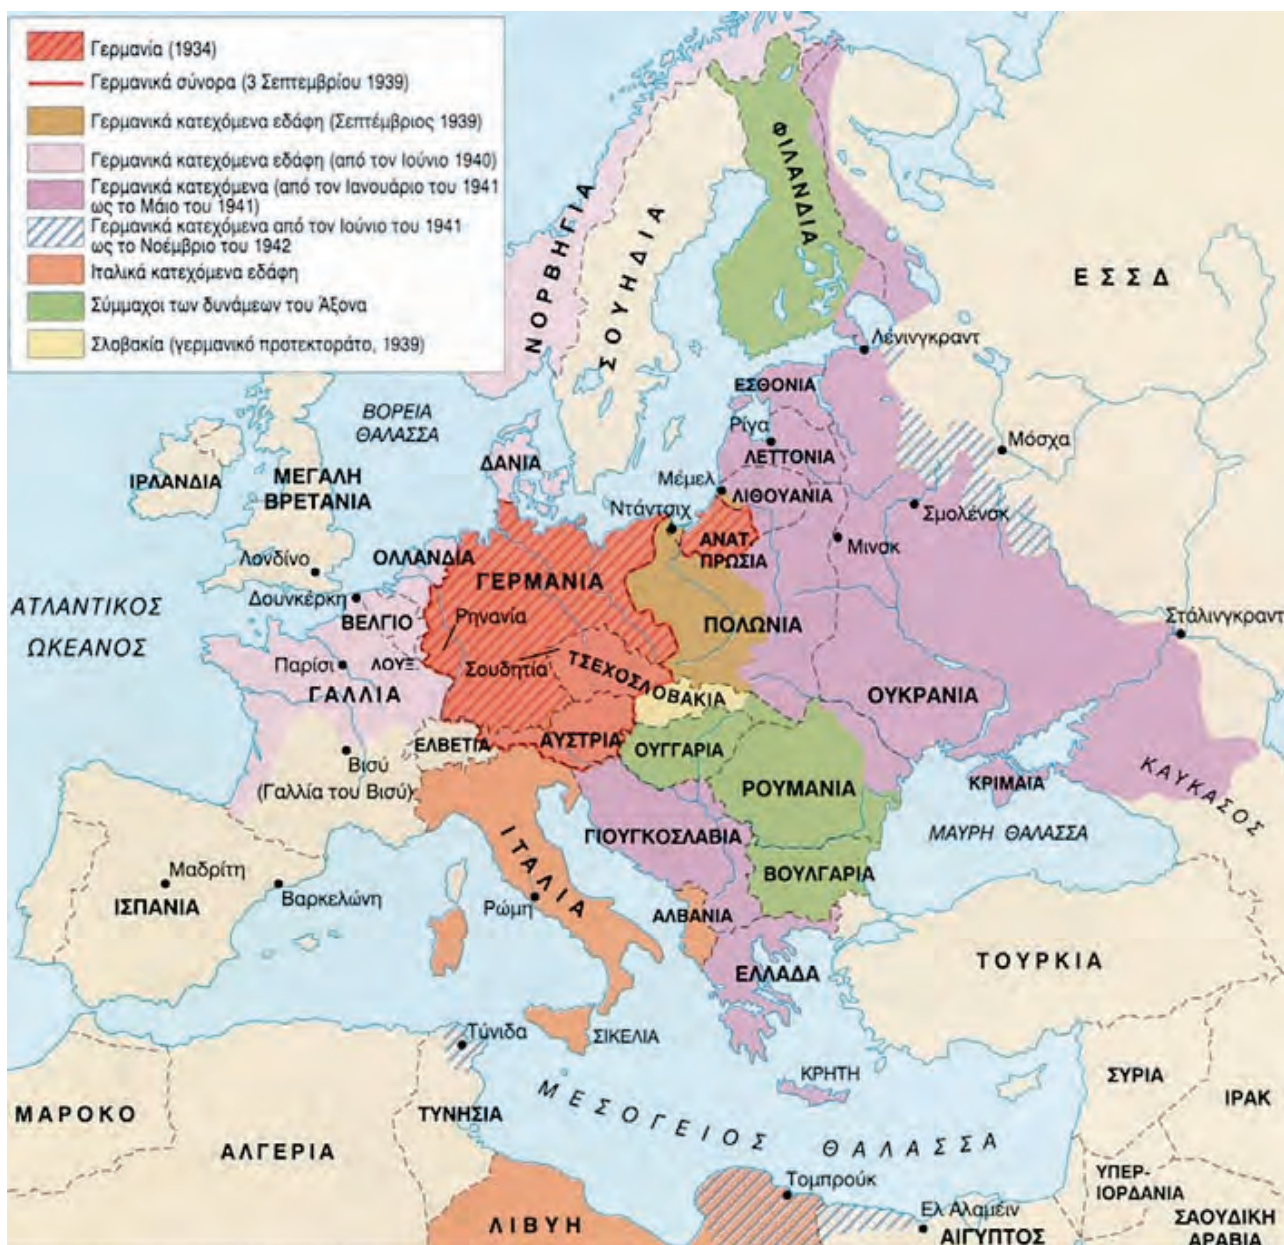 Γερμανία (1934)
Γερμανικά σύνορα (3 Σεπτεμβρίου 1939)
Γερμανικά κατεχόμενα εδάφη (Σεπτέμβριος 1939)
Γερμανικά κατεχόμενα εδάφη (από τον Ιούνιο 1940)
Γερμανικά κατεχόμενα (από τον Ιανουάριο του 1941
ως το Μάιο του 1941)
Γερμανικά κατεχόμενα από τον Ιούνιο του 1941
ως το Νοέμβριο του 1942
Ιταλικά κατεχόμενα εδάφη
Σύμμαχοι των δυνάμεων του Άξονα
Σλοβακία (γερμανικό προτεκτοράτο, 1939)
ΦΙΛΑΝΔΙΑ
ΝΟΡΒΗΓΙΑ
ΣΟΥΗΔΙΑ
ΕΣΣΔ
Λένινγκραντ
ΕΣΘΟΝΙΑ
ΒΟΡΕΙΑ
ΘΑΛΑΣΣΑ
Ρίγα
Μόσχα
ΛΕΤΤΟΝΙΑ
ΔΑΝΙΑ
ΙΡΛΑΝΔΙΑ
ΜΕΓΑΛΗ
ΒΡΕΤΑΝΙΑ
Μέμελ
ΛΙΘΟΥΑΝΙΑ
Ντάντσιχ
Σμολένσκ
ΑΝΑΤ.
ΠΡΩΣΙΑ
Μινσκ
Λονδίνο
ΟΛΛΑΝΔΙΑ
ΓΕΡΜΑΝΙΑ
Δουνκέρκη
ΑΤΛΑΝΤΙΚΟΣ
ΩΚΕΑΝΟΣ
ΒΕΛΓΙΟ
Ρηνανία
ΠΟΛΩΝΙΑ
Στάλινγκραντ
Παρίσι
ΛΟΥΞ.
Σουδητία
ΤΣΕΧΟΣΛΟΒΑΚΙΑ
ΓΑΛΛΙΑ
ΟΥΚΡΑΝΙΑ
ΕΛΒΕΤΙΑ
ΑΥΣΤΡΙΑ
ΟΥΓΓΑΡΙΑ
Βισύ
(Γαλλία του Βισύ)
ΡΟΥΜΑΝΙΑ
ΚΡΙΜΑΙΑ
ΚΑΥΚΑΣΟΣ
ΓΙΟΥΓΚΟΣΛΑΒΙΑ
ΜΑΥΡΗ ΘΑΛΑΣΣΑ
ΙΤΑΛΙΑ
Μαδρίτη
ΒΟΥΛΓΑΡΙΑ
ΙΣΠΑΝΙΑ
Βαρκελώνη
Ρώμη
ΑΛΒΑΝΙΑ
ΤΟΥΡΚΙΑ
ΕΛΛΑΔΑ
Τύνιδα
ΣΙΚΕΛΙΑ
ΚΡΗΤΗ
ΣΥΡΙΑ
ΙΡΑΚ
ΜΑΡΟΚΟ
ΤΥΝΗΣΙΑ
ΜΕΣΟΓΕΙΟΣ ΘΑΛΑΣΣΑ
ΑΛΓΕΡΙΑ
Τομπρούκ
ΥΠΕΡ-
ΙΟΡΔΑΝΙΑ
Ελ Αλαμέιν
ΛΙΒΥΗ
ΑΙΓΥΠΤΟΣ
ΣΑΟΥΔΙΚΗ
ΑΡΑΒΙΑ